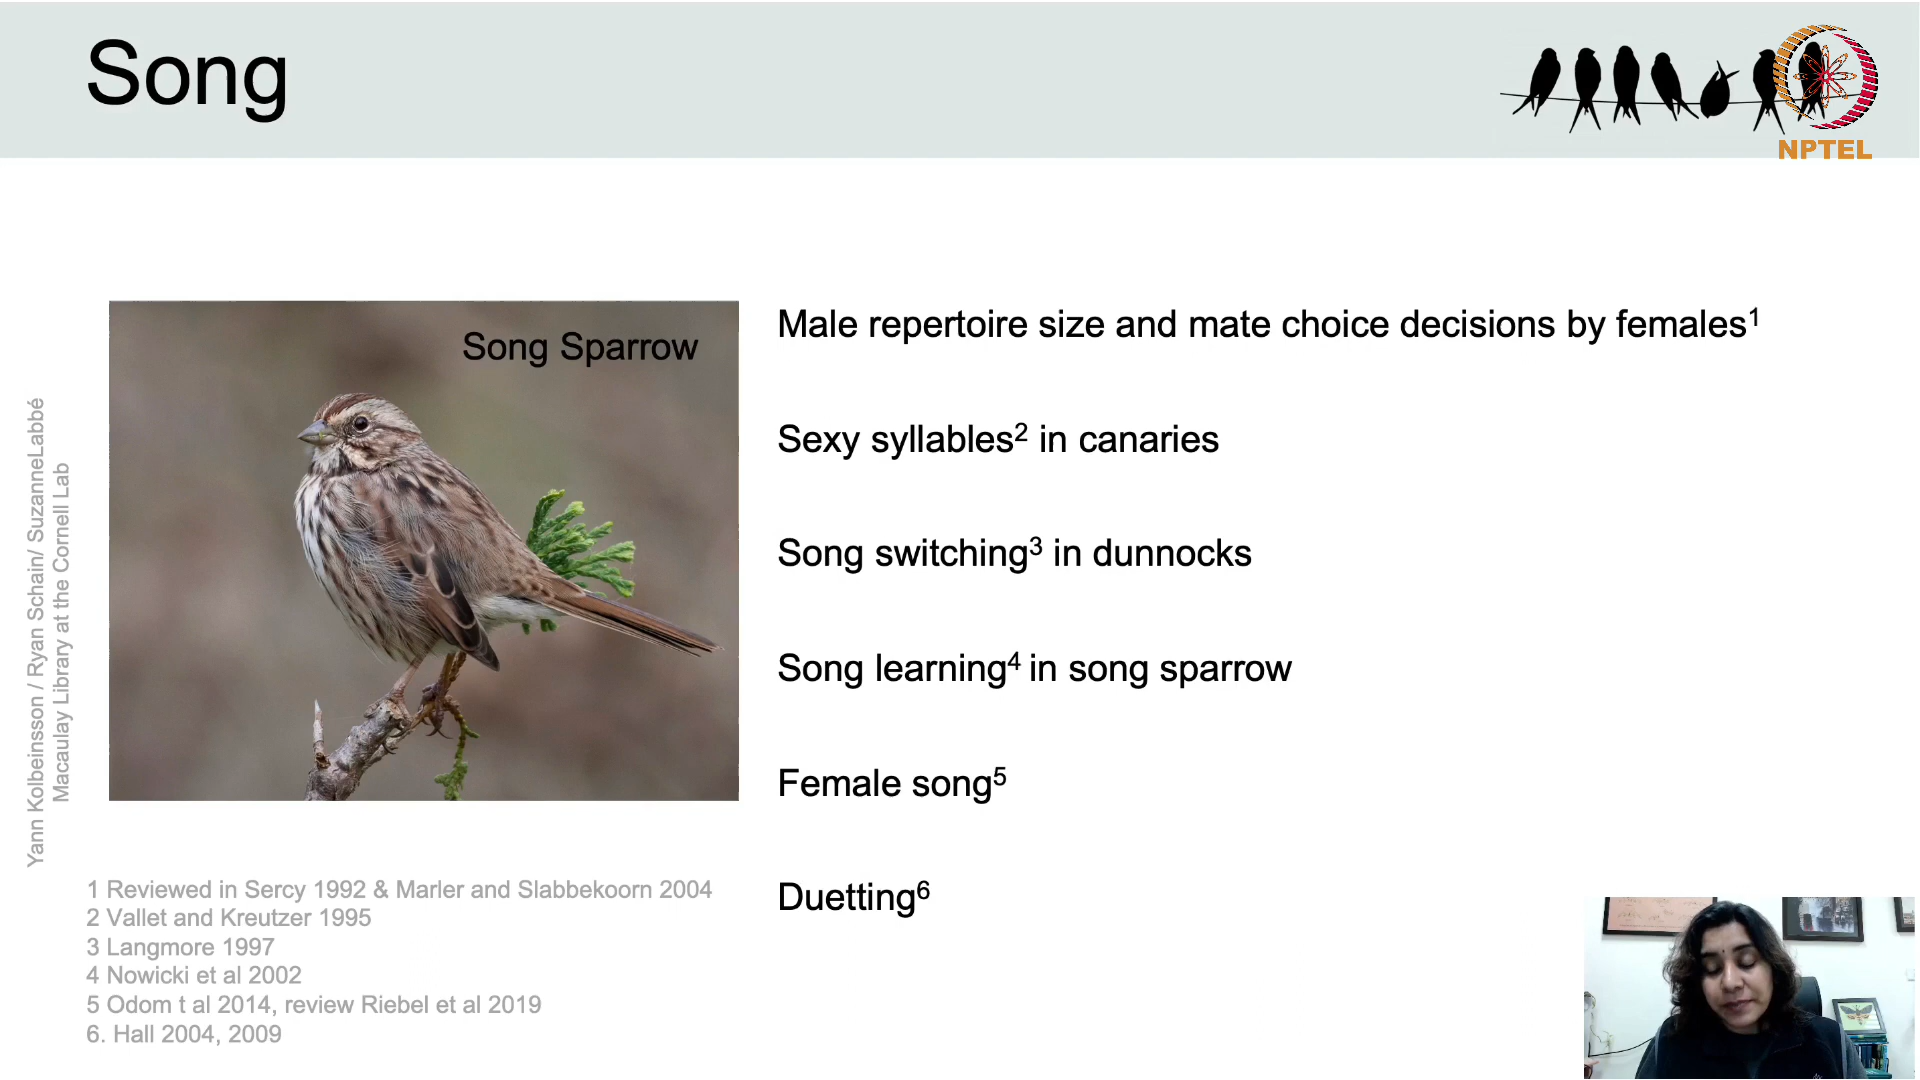 Song
NPTEL
Song Sparrow
Male repertoire size and mate choice decisions by females¹
Sexy syllables² in canaries
Song switching³ in dunnocks
Song learning⁴ in song sparrow
Female song⁵
Duetting⁶
Yann Kolbeinsson / Ryan Schain/ SuzanneLabbé
Macaulay Library at the Cornell Lab
1 Reviewed in Sercy 1992 & Marler and Slabbekoorn 2004
2 Vallet and Kreutzer 1995
3 Langmore 1997
4 Nowicki et al 2002
5 Odom t al 2014, review Riebel et al 2019
6. Hall 2004, 2009